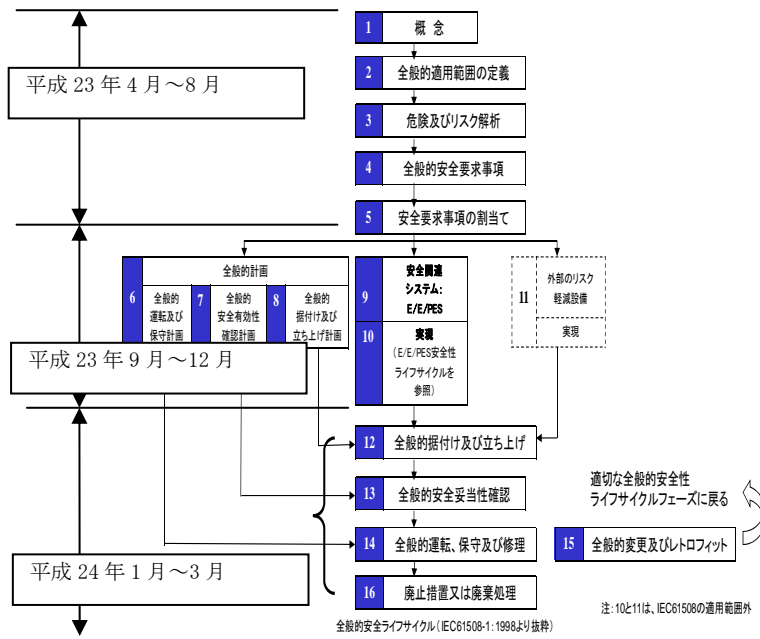 1 概 念
平成 23 年 4 月～8 月
2 全般的適用範囲の定義
3 危険及びリスク解析
4 全般的安全要求事項
5 安全要求事項の割当て
全般的計画
6 全般的
運転及び
保守計画
7 全般的
安全有効性
確認計画
8 全般的
据付け及び
立ち上げ計画
9 安全関連
システム:
E/E/PES
10 実現
(E/E/PES安全性
ライフサイクルを
参照)
11 外部のリスク
軽減設備
実現
平成 23 年 9 月～12 月
12 全般的据付け及び立ち上げ
13 全般的安全妥当性確認
14 全般的運転、保守及び修理
適切な全般的安全性
ライフサイクルフェーズに戻る
15 全般的変更及びレトロフィット
平成 24 年 1 月～3 月
16 廃止措置又は廃棄処理
注:10と11は、IEC61508の適用範囲外
全般的安全ライフサイクル(IEC61508-1:1998より抜粋)